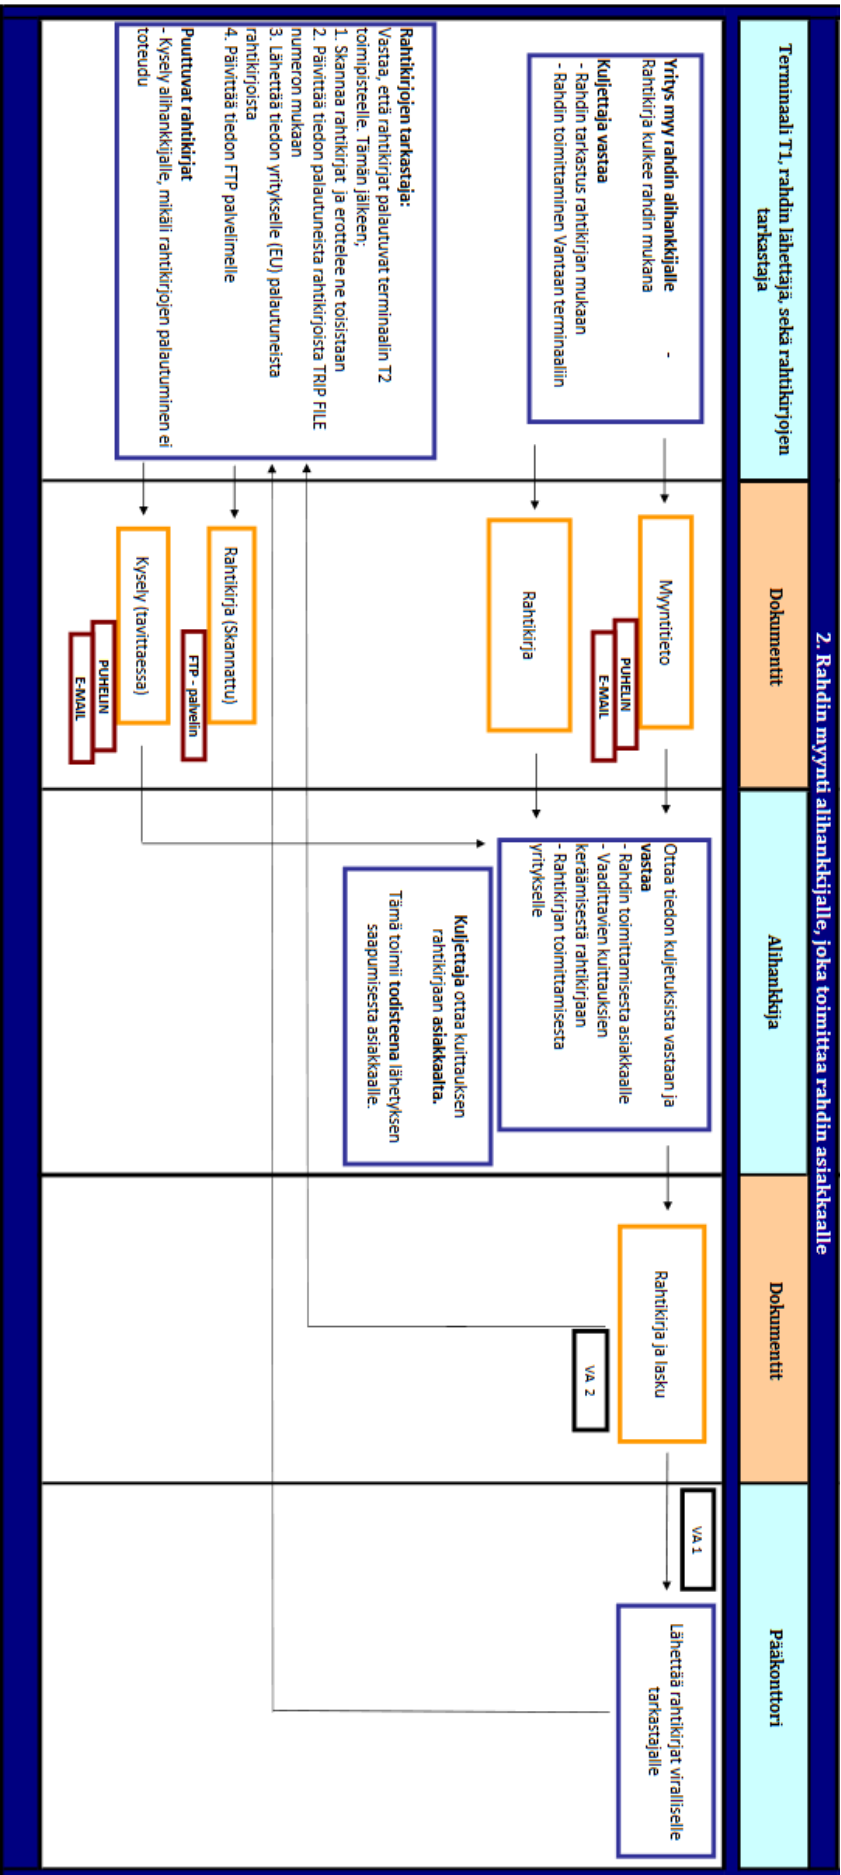 2. Rahdin myynti alihankkijalle, joka toimittaa rahdin asiakkaalle
Terminaali T1, rahdin lähettäjä, sekä rahtikirjojen
tarkastaja
Dokumentit
Alihankkija
Dokumentit
Pääkonttori
Yritys myy rahdin alihankkijalle -
Rahtikirja kulkee rahdin mukana
Kuljettaja vastaa
- Rahdin tarkastus rahtikirjan mukaan
- Rahdin toimittaminen Vantaan terminaaliin
Rahtikirjojen tarkastaja:
Vastaa, että rahtikirjat palautuvat terminaalin T2
toimipisteelle. Tämän jälkeen;
1. Skannaa rahtikirjat ja erottelee ne toisistaan
2. Päivittää tiedon palautuneista rahtikirjoista TRIP FILE
numeron mukaan
3. Lähettää tiedon yritykselle (EU) palautuneista
rahtikirjoista
4. Päivittää tiedon FTP palvelimelle
Puuttuvat rahtikirjat
- Kysely alihankkijalle, mikäli rahtikirjojen palautuminen ei
toteudu
Myyntitieto
PUHELIN
E-MAIL
Rahtikirja
Rahtikirja (Skannattu)
FTP - palvelin
Kysely (tavittaessa)
PUHELIN
E-MAIL
Ottaa tiedon kuljetuksista vastaan ja
vastaa
- Rahdin toimittamisesta asiakkaalle
- Vaadittavien kuittauksien
keräämisestä rahtikirjaan
- Rahtikirjan toimittamisesta
yritykselle
Kuljettaja ottaa kuittauksen
rahtikirjaan asiakkaalta.
Tämä toimii todisteena lähetyksen
saapumisesta asiakkaalle.
Rahtikirja ja lasku
VA 2
VA 1
Lähettää rahtikirjat viralliselle
tarkastajalle